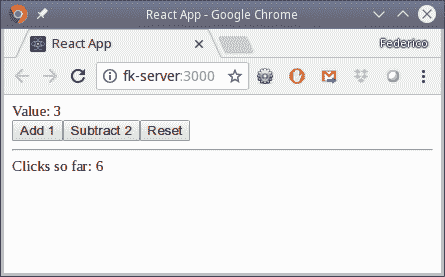 React App - Google Chrome
React App
Federico
fk-server:3000
Value: 3
Add 1 Subtract 2 Reset
Clicks so far: 6